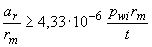 a_r / r_m ≥ 4,33·10^-6 p_wi r_m / t